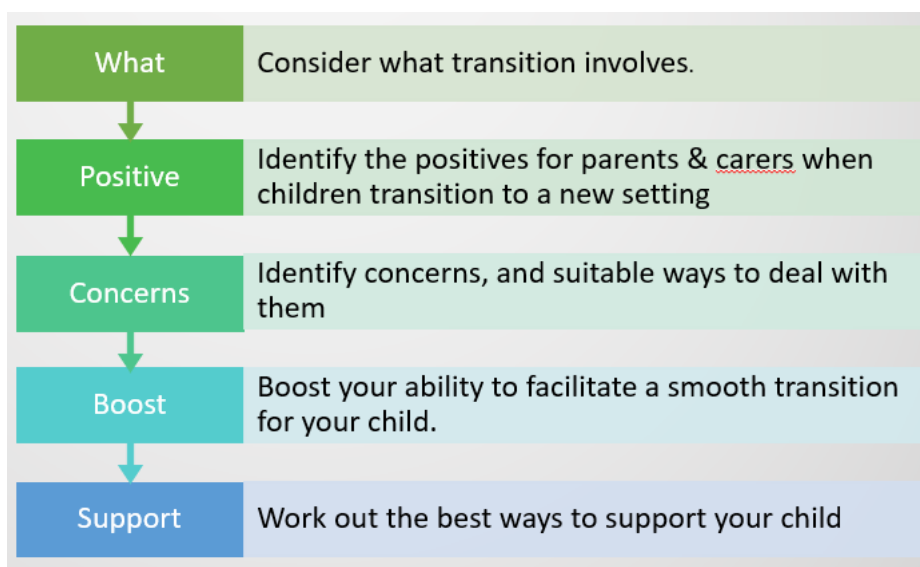 What
Consider what transition involves.
Positive
Identify the positives for parents & carers when
children transition to a new setting
Concerns
Identify concerns, and suitable ways to deal with
them
Boost
Boost your ability to facilitate a smooth transition
for your child.
Support
Work out the best ways to support your child